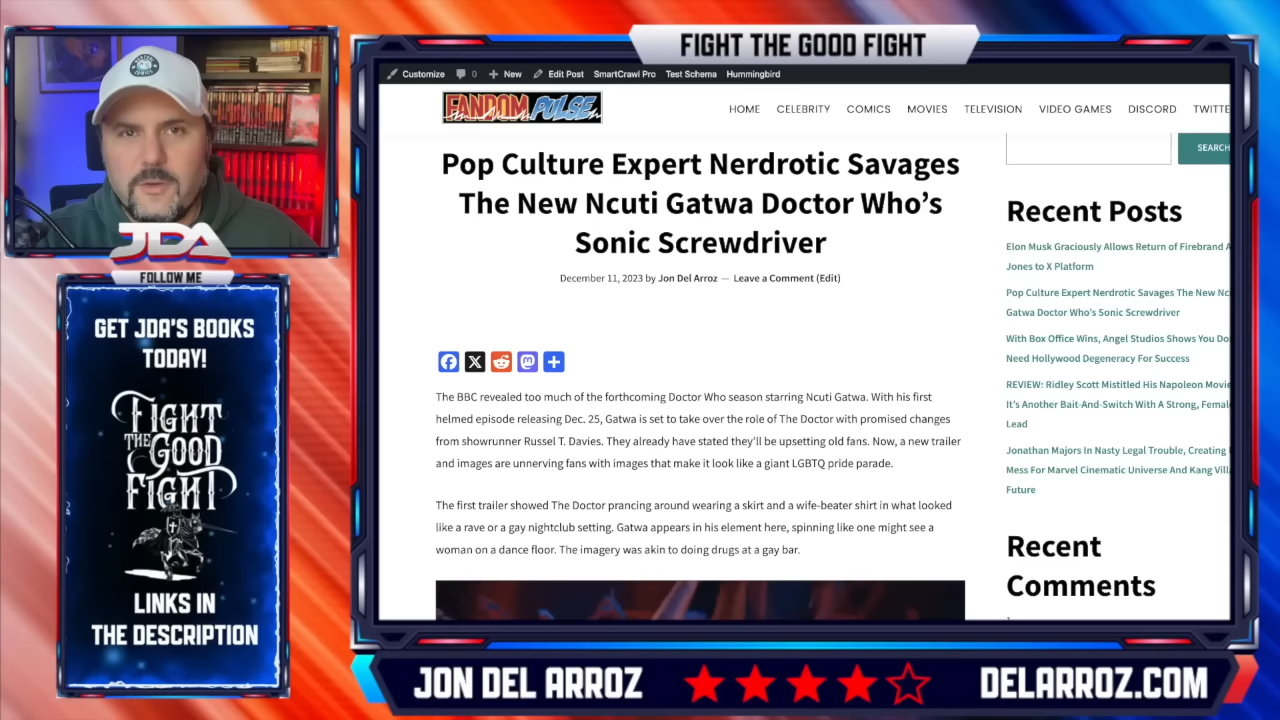 FIGHT THE GOOD FIGHT
Customize 0 New Edit Post SmartCrawl Pro Test Schema Hummingbird
FANDOM PULSE
HOME CELEBRITY COMICS MOVIES TELEVISION VIDEO GAMES DISCORD TWITTE
Pop Culture Expert Nerdrotic Savages
The New Ncuti Gatwa Doctor Who's
Sonic Screwdriver
December 11, 2023 by Jon Del Arroz — Leave a Comment (Edit)
The BBC revealed too much of the forthcoming Doctor Who season starring Ncuti Gatwa. With his first
helmed episode releasing Dec. 25, Gatwa is set to take over the role of The Doctor with promised changes
from showrunner Russel T. Davies. They already have stated they'll be upsetting old fans. Now, a new trailer
and images are unnerving fans with images that make it look like a giant LGBTQ pride parade.
The first trailer showed The Doctor prancing around wearing a skirt and a wife-beater shirt in what looked
like a rave or a gay nightclub setting. Gatwa appears in his element here, spinning like one might see a
woman on a dance floor. The imagery was akin to doing drugs at a gay bar.
SEARCH
Recent Posts
Elon Musk Graciously Allows Return of Firebrand A
Jones to X Platform
Pop Culture Expert Nerdrotic Savages The New Nc
Gatwa Doctor Who's Sonic Screwdriver
With Box Office Wins, Angel Studios Shows You Do
Need Hollywood Degeneracy For Success
REVIEW: Ridley Scott Mistitled His Napoleon Movie
It's Another Bait-And-Switch With A Strong, Femal
Lead
Jonathan Majors In Nasty Legal Trouble, Creating
Mess For Marvel Cinematic Universe And Kang Vill
Future
Recent
Comments
JDA
FOLLOW ME
GET JDA'S BOOKS
TODAY!
FIGHT
THE
GOOD
FIGHT
LINKS IN
THE DESCRIPTION
JON DEL ARROZ
DELARROZ.COM